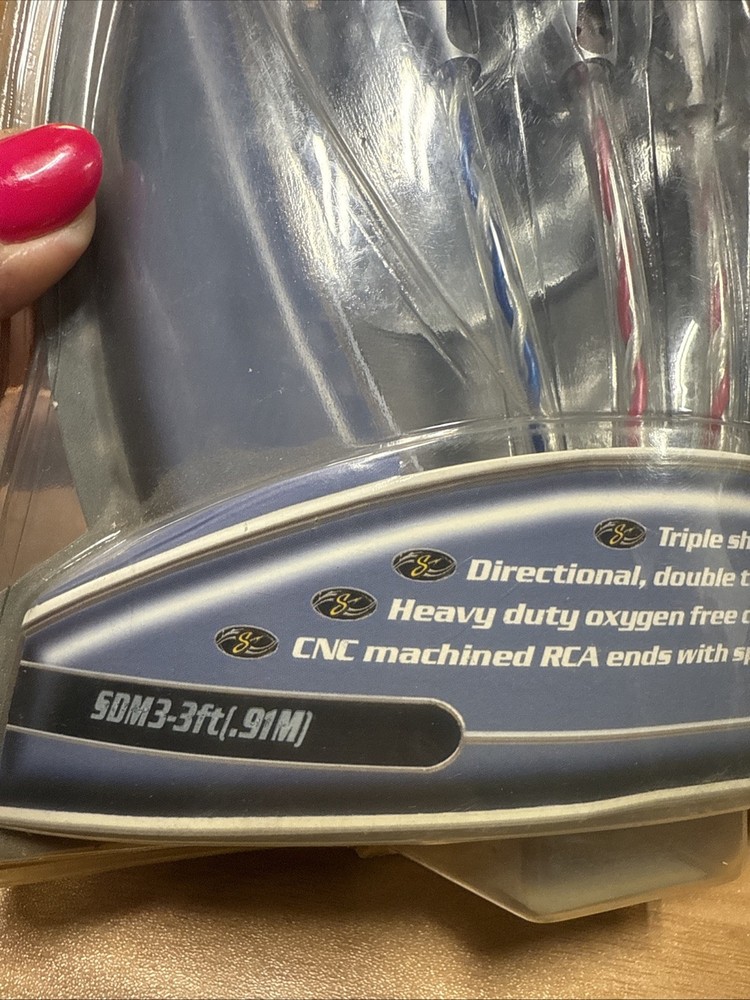 Triple sh
Directional, double t
Heavy duty oxygen free c
CNC machined RCA ends with sp
SDM3-3ft(.91M)